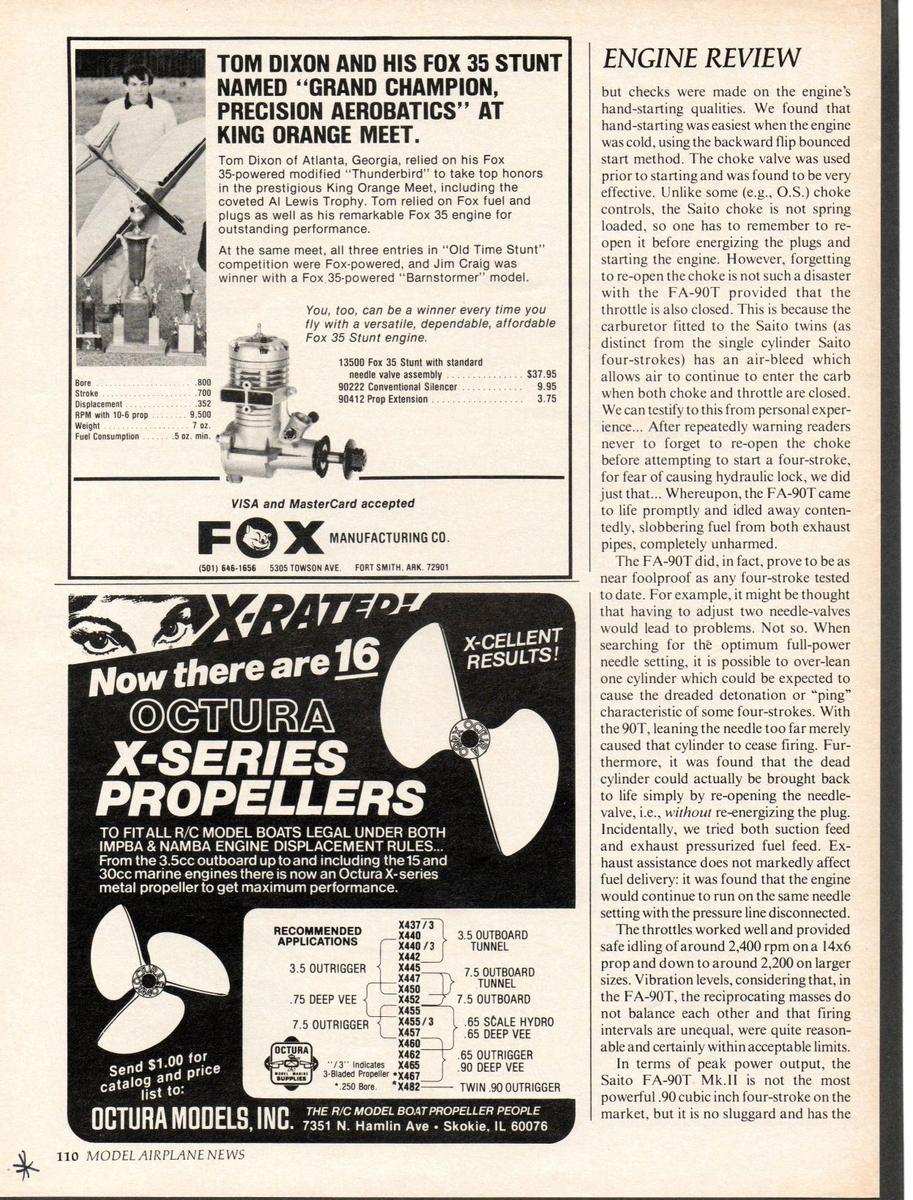 TOM DIXON AND HIS FOX 35 STUNT
NAMED “GRAND CHAMPION,
PRECISION AEROBATICS” AT
KING ORANGE MEET.
Tom Dixon of Atlanta, Georgia, relied on his Fox
35-powered modified “Thunderbird” to take top honors
in the prestigious King Orange Meet, including the
coveted Al Lewis Trophy. Tom relied on Fox fuel and
plugs as well as his remarkable Fox 35 engine for
outstanding performance.
At the same meet, all three entries in “Old Time Stunt”
competition were Fox-powered, and Jim Craig was
winner with a Fox 35-powered “Barnstormer” model.
You, too, can be a winner every time you
fly with a versatile, dependable, affordable
Fox 35 Stunt engine.
13500 Fox 35 Stunt with standard
needle valve assembly . . . . . . . . . . . . . $37.95
90222 Conventional Silencer . . . . . . . . . . . 9.95
90412 Prop Extension . . . . . . . . . . . . . . . . . 3.75
Bore . . . . . . . . . . . . . . . . .800
Stroke . . . . . . . . . . . . . . . .700
Displacement . . . . . . . . . . . .352
RPM with 10-6 prop . . . . . . 9,500
Weight . . . . . . . . . . . . . . 7 oz.
Fuel Consumption . . . . . . .5 oz. min.
VISA and MasterCard accepted
FOX MANUFACTURING CO.
(501) 646-1656 5305 TOWSON AVE. FORT SMITH, ARK. 72901
X-RATED!
Now there are 16
X-CELLENT
RESULTS!
OCTURA
X-SERIES
PROPELLERS
TO FIT ALL R/C MODEL BOATS LEGAL UNDER BOTH
IMPBA & NAMBA ENGINE DISPLACEMENT RULES...
From the 3.5cc outboard up to and including the 15 and
30cc marine engines there is now an Octura X-series
metal propeller to get maximum performance.
RECOMMENDED
APPLICATIONS
3.5 OUTRIGGER
.75 DEEP VEE
7.5 OUTRIGGER
X437/3
X440
X440/3
X442
X445
X447
X450
X452
X455
X455/3
X457
X460
X462
X465
*X467
*X482
3.5 OUTBOARD
TUNNEL
7.5 OUTBOARD
TUNNEL
7.5 OUTBOARD
.65 SCALE HYDRO
.65 DEEP VEE
.65 OUTRIGGER
.90 DEEP VEE
TWIN .90 OUTRIGGER
OCTURA
MODEL MARINE
SUPPLIES
"/3" Indicates
3-Bladed Propeller
*.250 Bore.
Send $1.00 for
catalog and price
list to:
OCTURA MODELS, INC. THE R/C MODEL BOAT PROPELLER PEOPLE
7351 N. Hamlin Ave • Skokie, IL 60076
ENGINE REVIEW
but checks were made on the engine's
hand-starting qualities. We found that
hand-starting was easiest when the engine
was cold, using the backward flip bounced
start method. The choke valve was used
prior to starting and was found to be very
effective. Unlike some (e.g., O.S.) choke
controls, the Saito choke is not spring
loaded, so one has to remember to re-
open it before energizing the plugs and
starting the engine. However, forgetting
to re-open the choke is not such a disaster
with the FA-90T provided that the
throttle is also closed. This is because the
carburetor fitted to the Saito twins (as
distinct from the single cylinder Saito
four-strokes) has an air-bleed which
allows air to continue to enter the carb
when both choke and throttle are closed.
We can testify to this from personal exper-
ience... After repeatedly warning readers
never to forget to re-open the choke
before attempting to start a four-stroke,
for fear of causing hydraulic lock, we did
just that... Whereupon, the FA-90T came
to life promptly and idled away conten-
tedly, slobbering fuel from both exhaust
pipes, completely unharmed.
The FA-90T did, in fact, prove to be as
near foolproof as any four-stroke tested
to date. For example, it might be thought
that having to adjust two needle-valves
would lead to problems. Not so. When
searching for the optimum full-power
needle setting, it is possible to over-lean
one cylinder which could be expected to
cause the dreaded detonation or “ping”
characteristic of some four-strokes. With
the 90T, leaning the needle too far merely
caused that cylinder to cease firing. Fur-
thermore, it was found that the dead
cylinder could actually be brought back
to life simply by re-opening the needle-
valve, i.e., without re-energizing the plug.
Incidentally, we tried both suction feed
and exhaust pressurized fuel feed. Ex-
haust assistance does not markedly affect
fuel delivery: it was found that the engine
would continue to run on the same needle
setting with the pressure line disconnected.
The throttles worked well and provided
safe idling of around 2,400 rpm on a 14x6
prop and down to around 2,200 on larger
sizes. Vibration levels, considering that, in
the FA-90T, the reciprocating masses do
not balance each other and that firing
intervals are unequal, were quite reason-
able and certainly within acceptable limits.
In terms of peak power output, the
Saito FA-90T Mk.II is not the most
powerful .90 cubic inch four-stroke on the
market, but it is no sluggard and has the
110 MODEL AIRPLANE NEWS